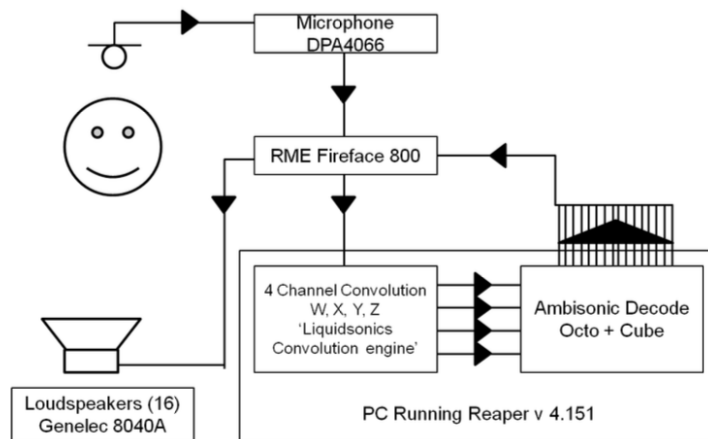 Microphone
DPA4066
RME Fireface 800
4 Channel Convolution
W, X, Y, Z
‘Liquidsonics
Convolution engine’
Ambisonic Decode
Octo + Cube
Loudspeakers (16)
Genelec 8040A
PC Running Reaper v 4.151